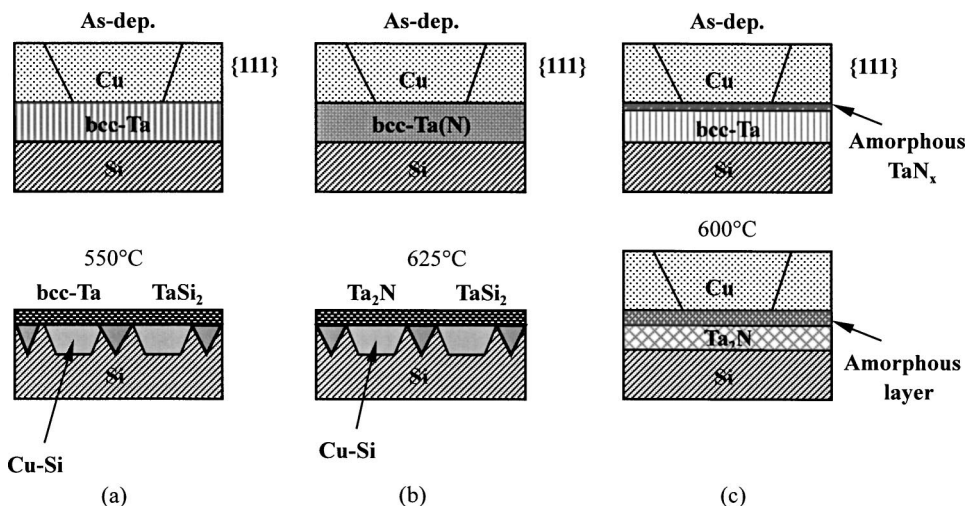 As-dep.
Cu
{111}
bcc-Ta
Si
550°C
bcc-Ta TaSi₂
Si
Cu-Si
(a)
As-dep.
Cu
{111}
bcc-Ta(N)
Si
625°C
Ta₂N TaSi₂
Si
Cu-Si
(b)
As-dep.
Cu
{111}
bcc-Ta
Amorphous
TaNₓ
Si
600°C
Cu
Ta₂N
Si
Amorphous
layer
(c)